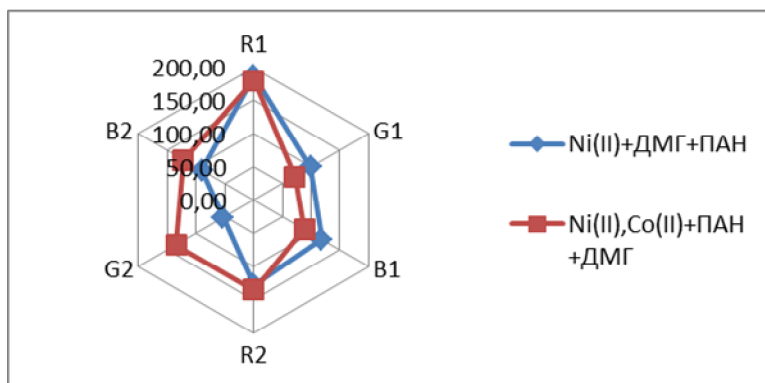 R1
200,00
150,00
100,00
50,00
0,00
G1
B1
R2
G2
B2
Ni(II)+ДМГ+ПАН
Ni(II),Co(II)+ПАН
+ДМГ